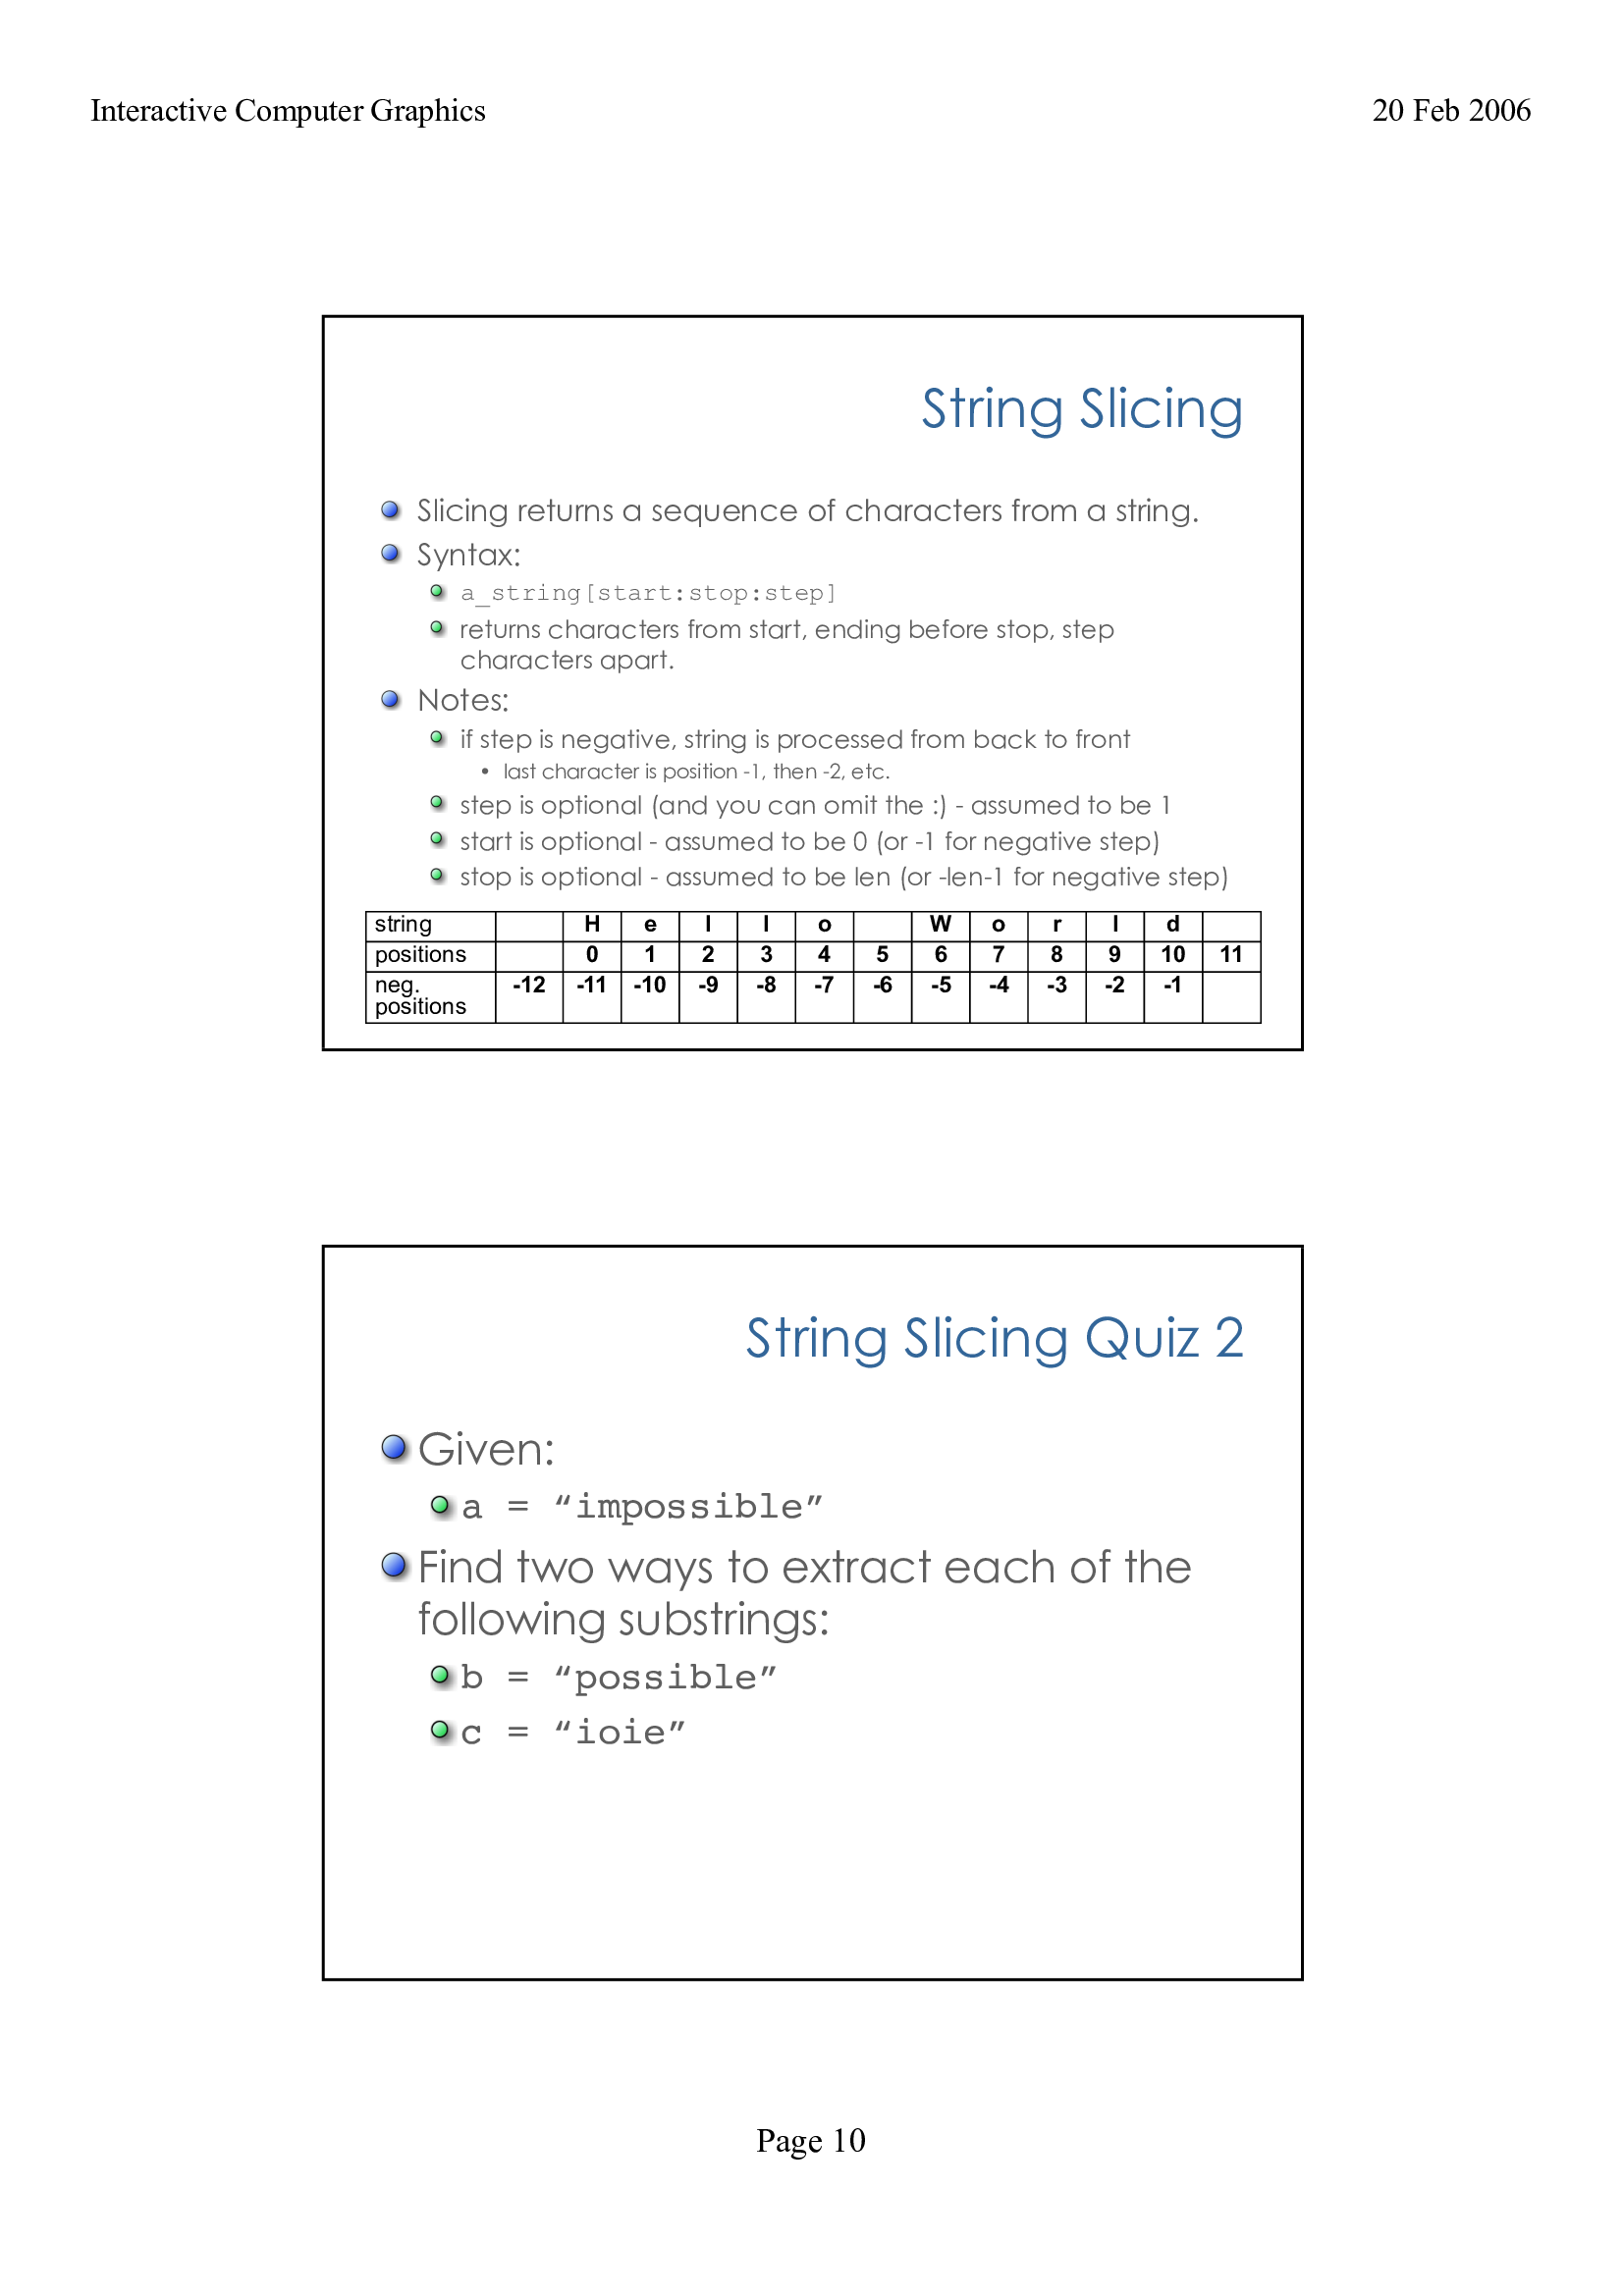 Interactive Computer Graphics 20 Feb 2006
String Slicing
Slicing returns a sequence of characters from a string.
Syntax:
a_string[start:stop:step]
returns characters from start, ending before stop, step
characters apart.
Notes:
if step is negative, string is processed from back to front
• last character is position -1, then -2, etc.
step is optional (and you can omit the :) - assumed to be 1
start is optional - assumed to be 0 (or -1 for negative step)
stop is optional - assumed to be len (or -len-1 for negative step)
string H e l l o W o r l d
positions 0 1 2 3 4 5 6 7 8 9 10 11
neg. -12 -11 -10 -9 -8 -7 -6 -5 -4 -3 -2 -1
positions
String Slicing Quiz 2
Given:
a = “impossible”
Find two ways to extract each of the
following substrings:
b = “possible”
c = “ioie”
Page 10